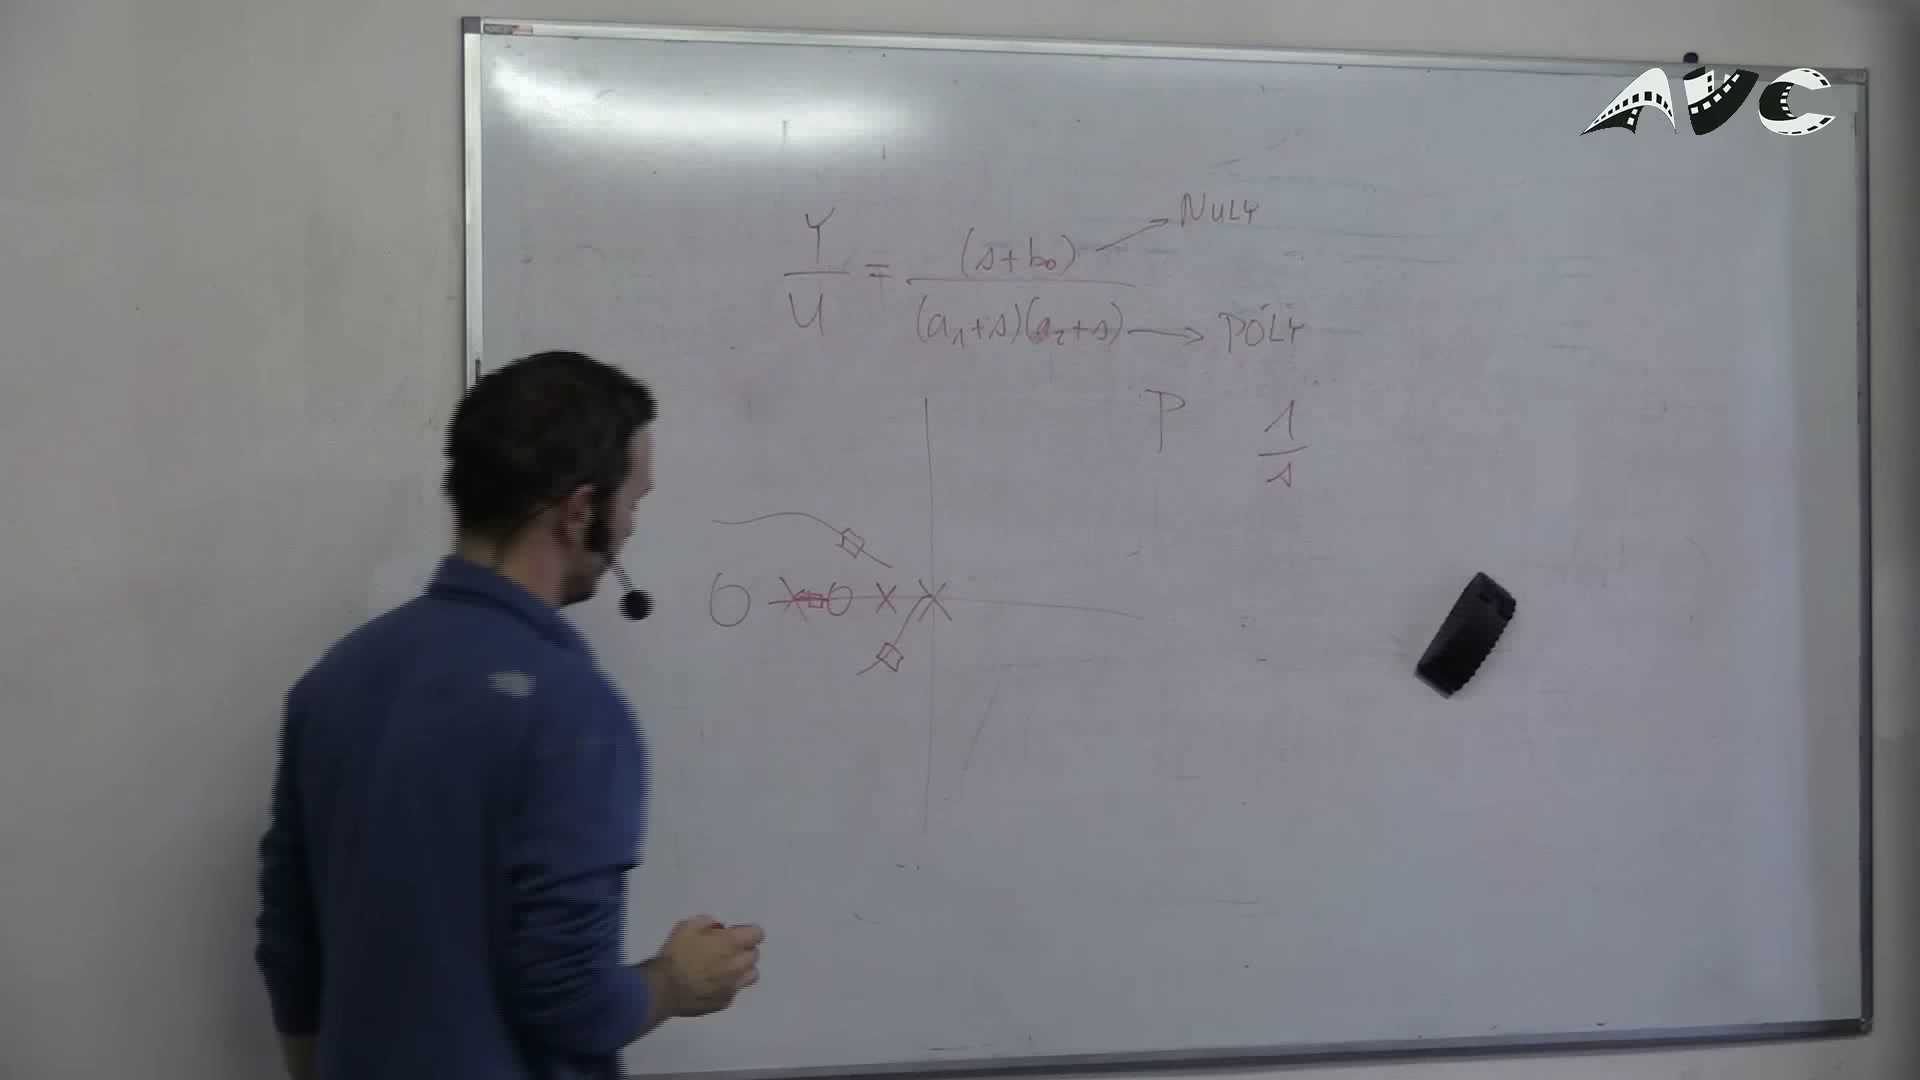 AVC
Y/U = (s+b₀)/((a₁+s)(a₂+s))
NULY
PÓLY
P 1/s